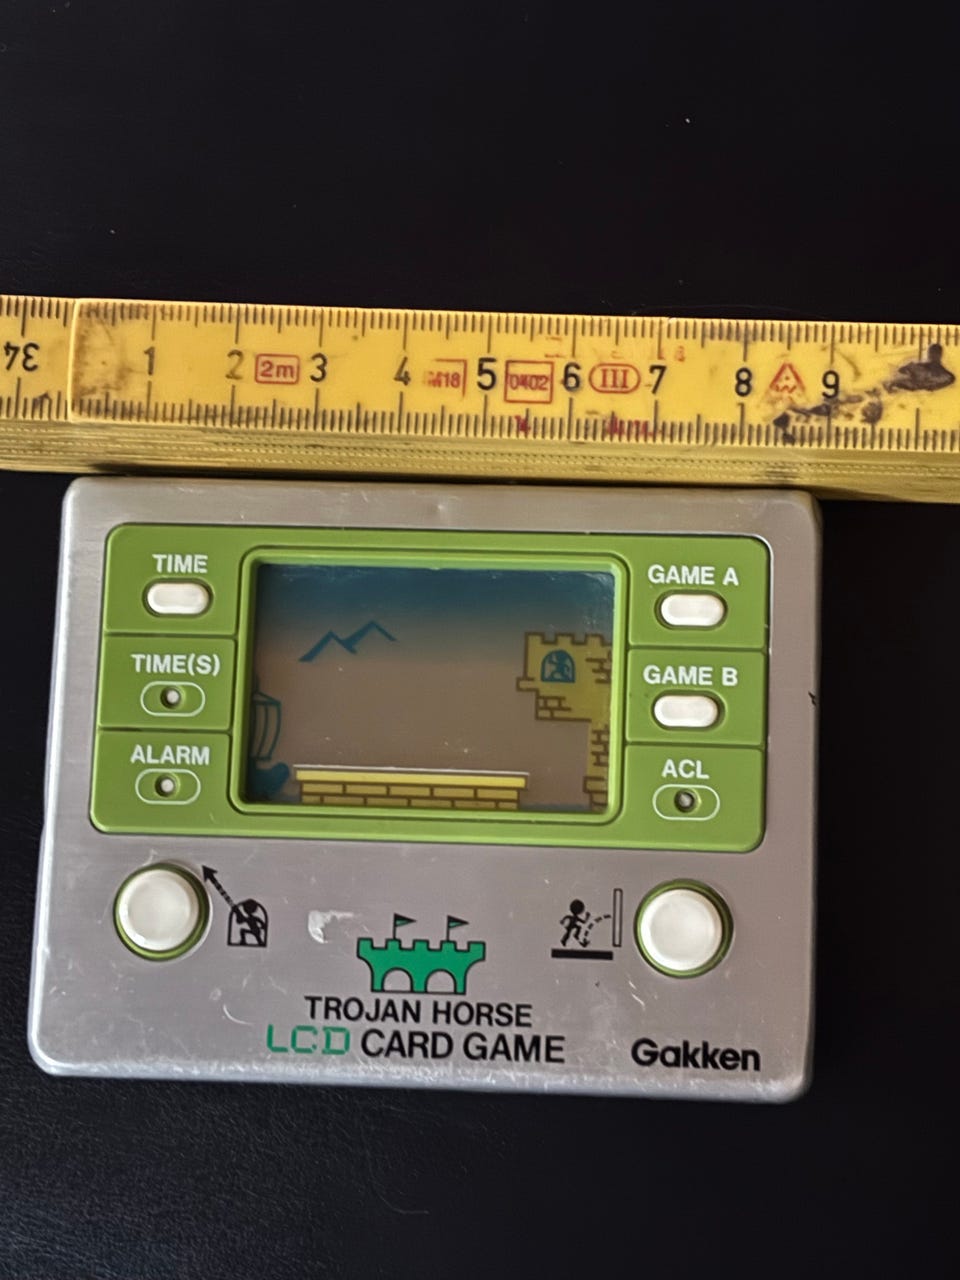 34
1 2 2m 3 4 M18 5 0402 6 III 7 8 9
TIME
GAME A
TIME(S)
GAME B
ALARM
ACL
TROJAN HORSE
LCD CARD GAME
Gakken